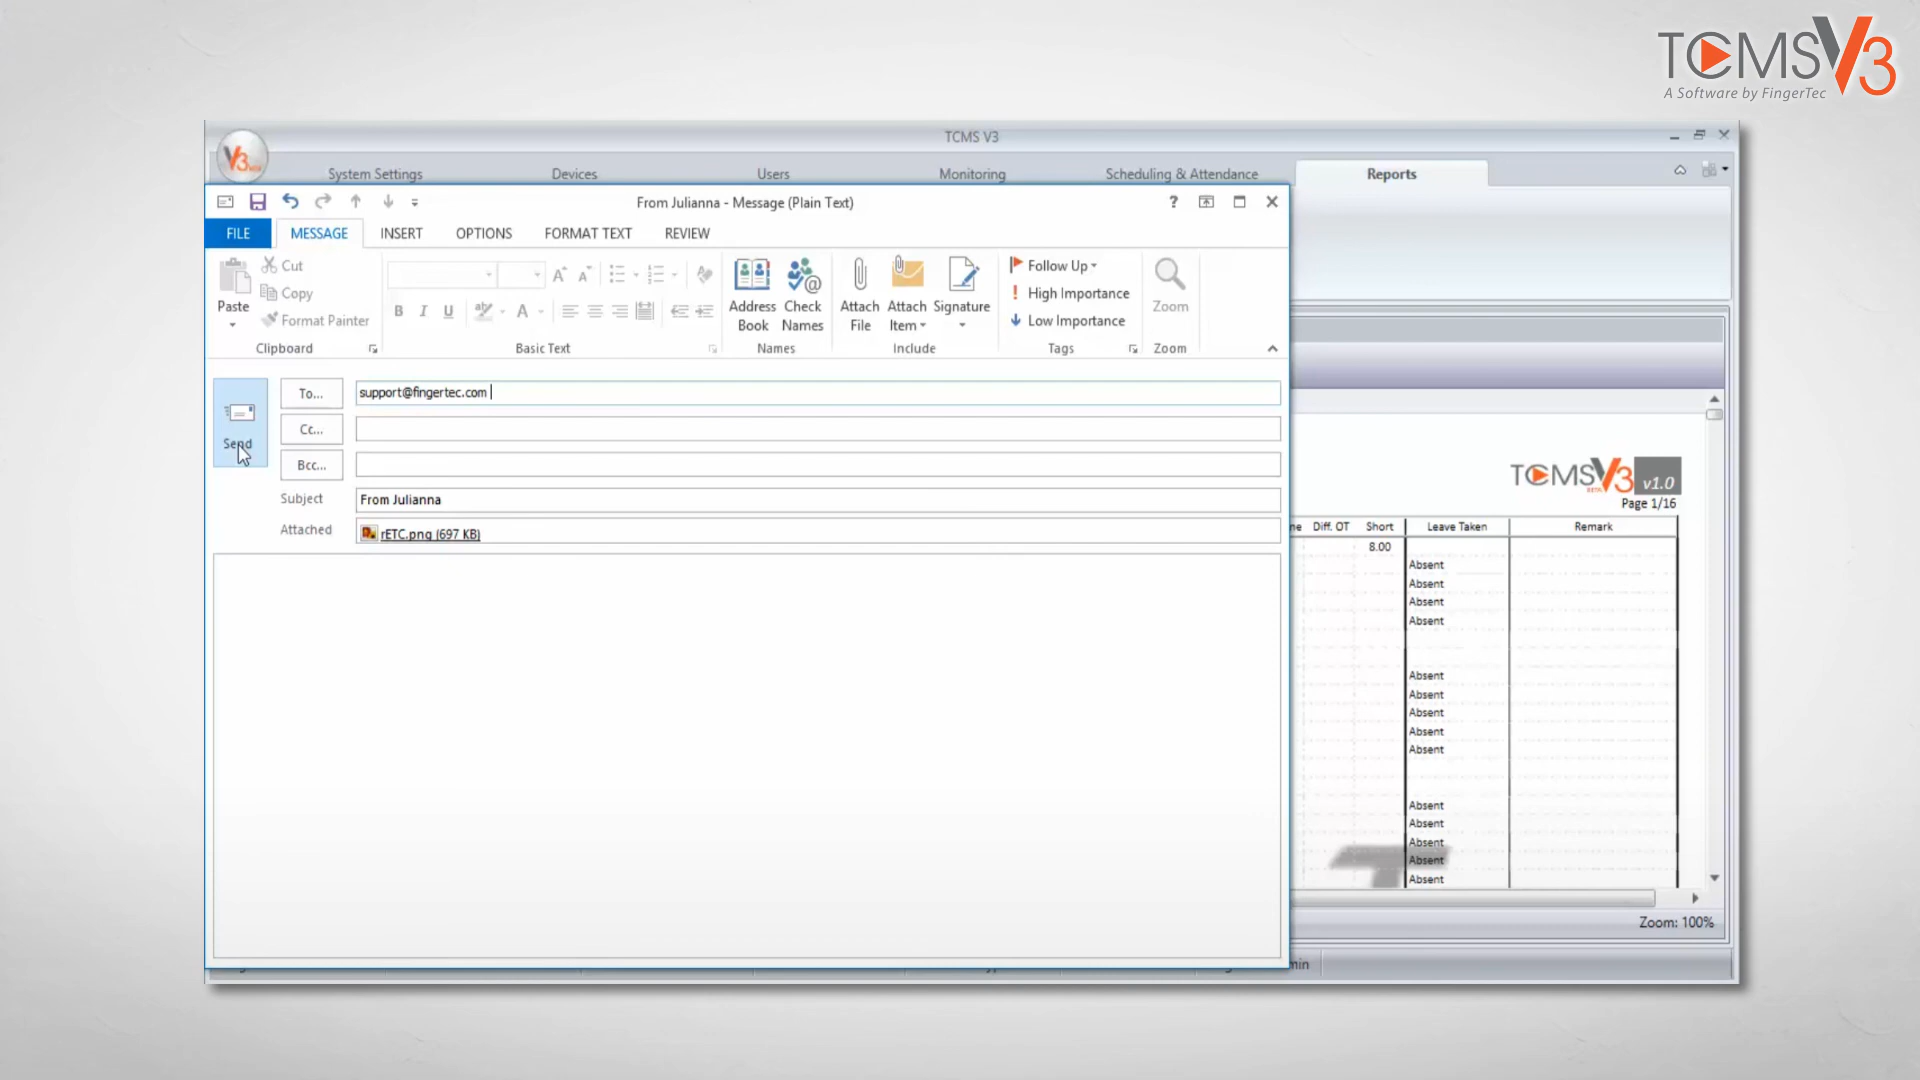 TCMSV3
A Software by FingerTec
TCMS V3
System Settings
Devices
Users
Monitoring
Scheduling & Attendance
Reports
From Julianna - Message (Plain Text)
FILE
MESSAGE
INSERT
OPTIONS
FORMAT TEXT
REVIEW
Paste
Cut
Copy
Format Painter
Clipboard
B I U
Basic Text
Address Book
Check Names
Names
Attach File
Attach Item
Signature
Include
Follow Up
High Importance
Low Importance
Tags
Zoom
Zoom
Send
To...
support@fingertec.com
Cc...
Bcc...
Subject
From Julianna
Attached
rETC.png (697 KB)
TCMSV3 v1.0
Page 1/16
Diff. OT Short Leave Taken Remark
8.00
Absent
Absent
Absent
Absent
Absent
Absent
Absent
Absent
Absent
Absent
Absent
Absent
Absent
Absent
Zoom: 100%